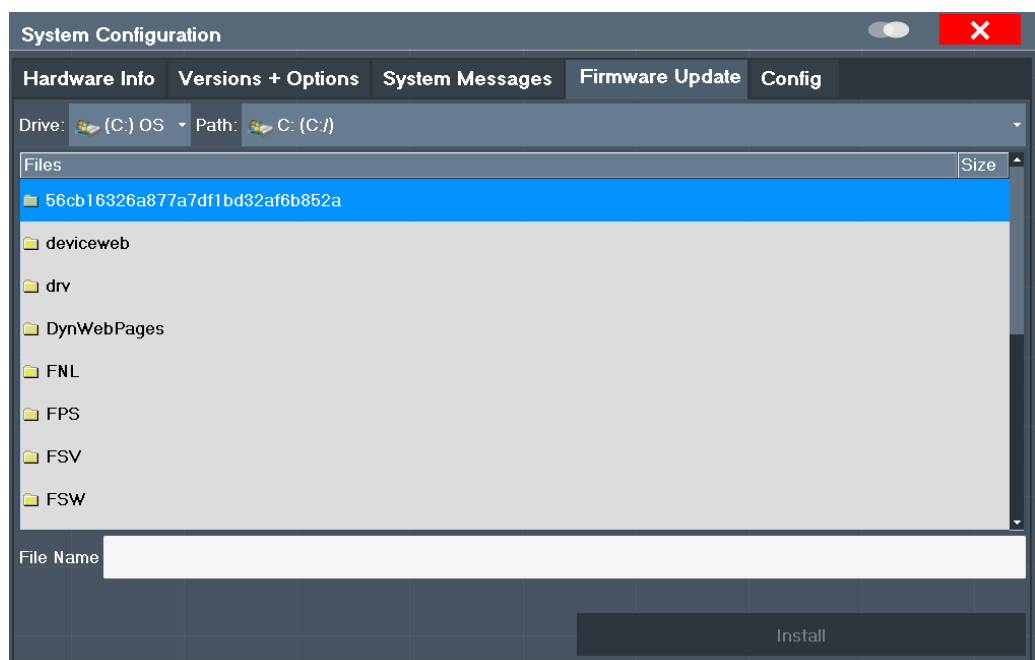 System Configuration
Hardware Info Versions + Options System Messages Firmware Update Config
Drive: (C:) OS Path: C: (C:/)
Files Size
56cb16326a877a7df1bd32af6b852a
deviceweb
drv
DynWebPages
FNL
FPS
FSV
FSW
File Name
Install